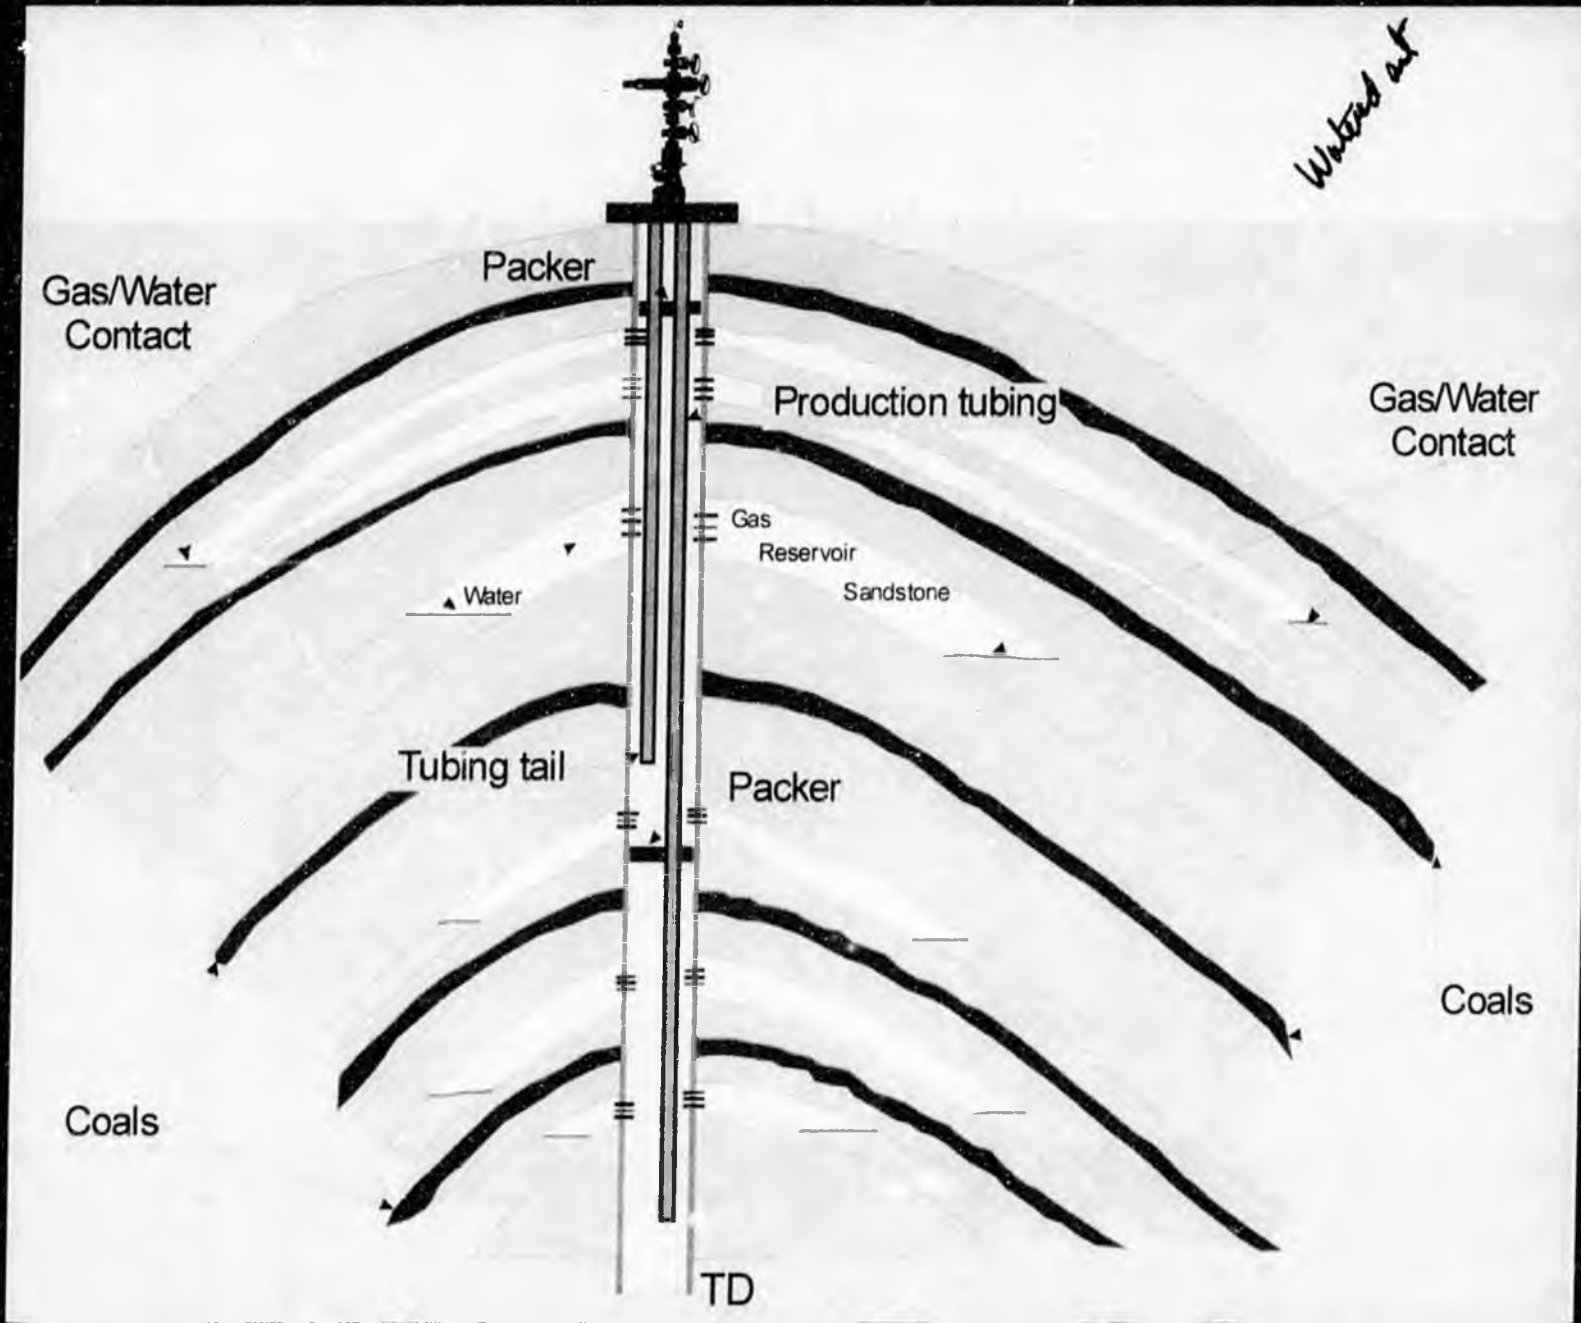 Watered out
Packer
Gas/Water
Contact
Production tubing
Gas/Water
Contact
Gas
Reservoir
Sandstone
Water
Tubing tail
Packer
Coals
Coals
TD